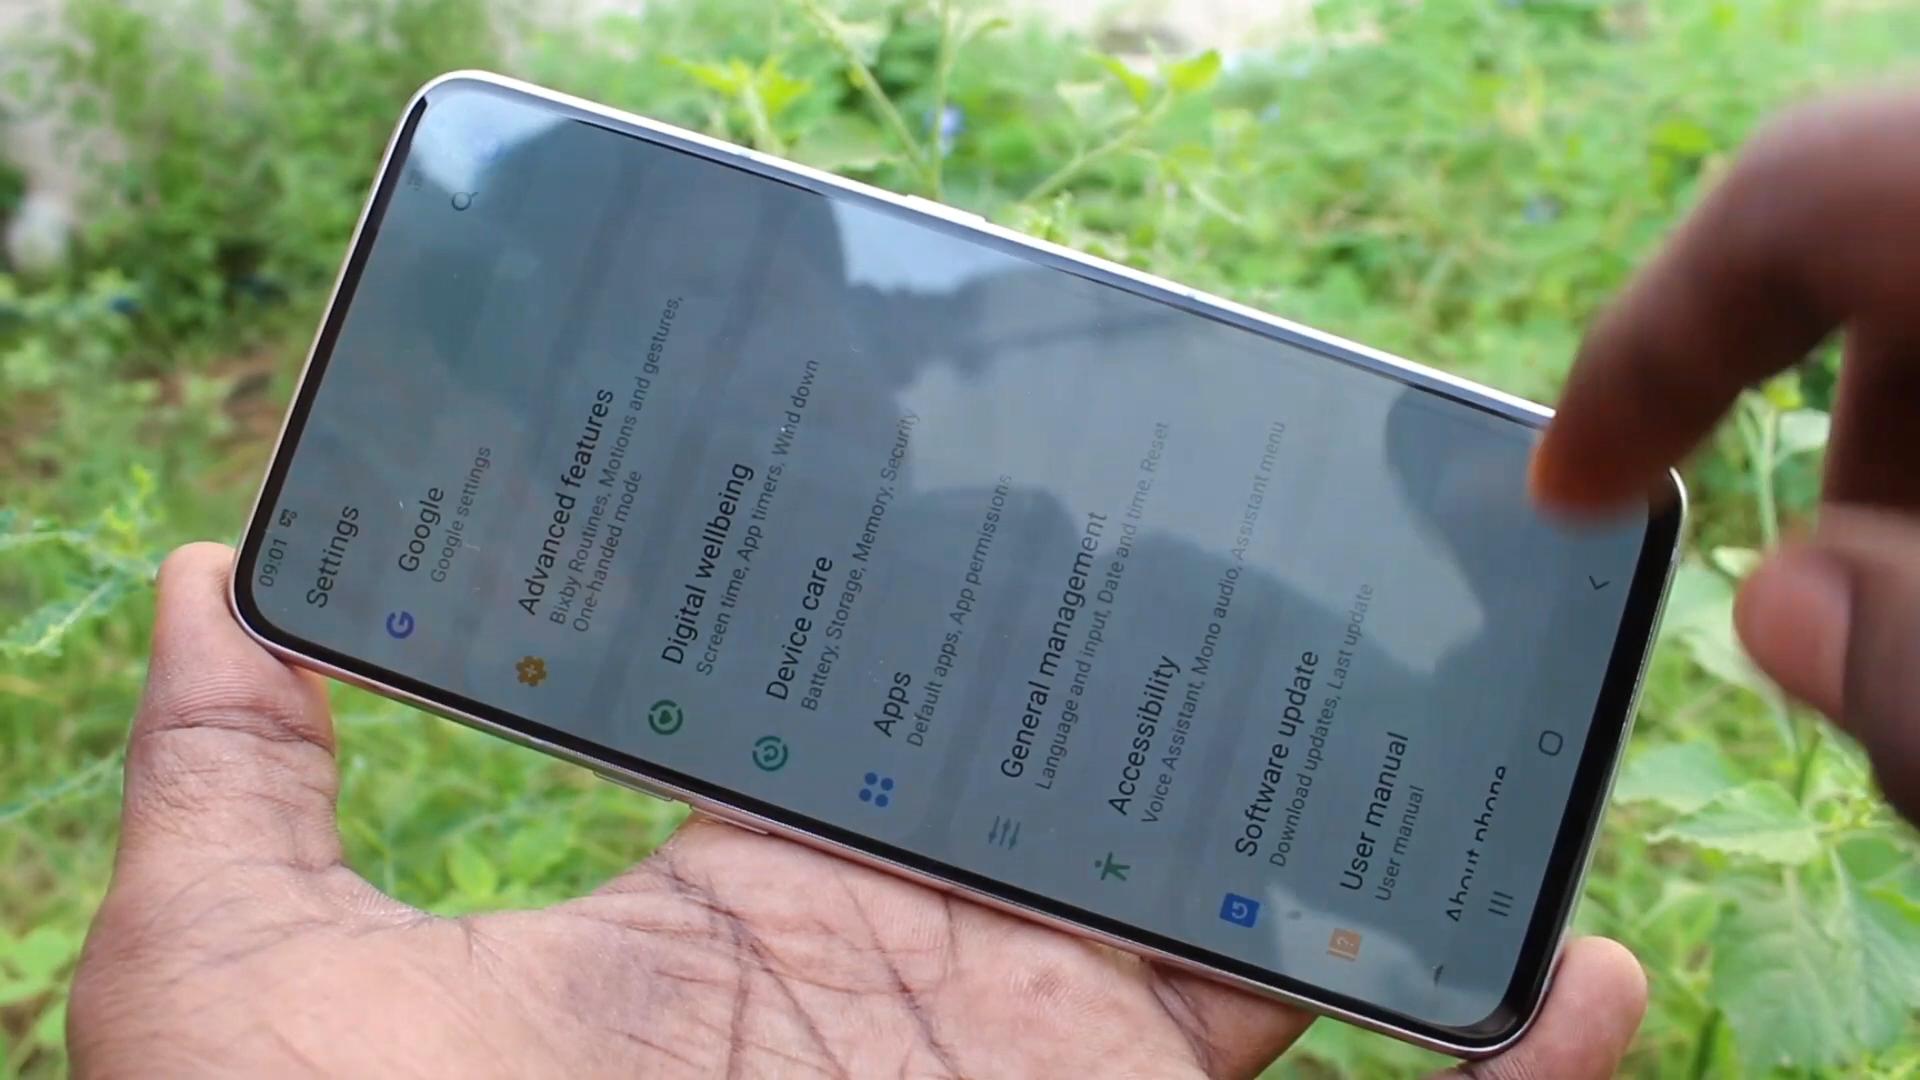 09:01
Settings
Google
Google settings
Advanced features
Bixby Routines, Motions and gestures,
One-handed mode
Digital wellbeing
Screen time, App timers, Wind down
Device care
Battery, Storage, Memory, Security
Apps
Default apps, App permissions
General management
Language and input, Date and time, Reset
Accessibility
Voice Assistant, Mono audio, Assistant menu
Software update
Download updates, Last update
User manual
User manual
About phone